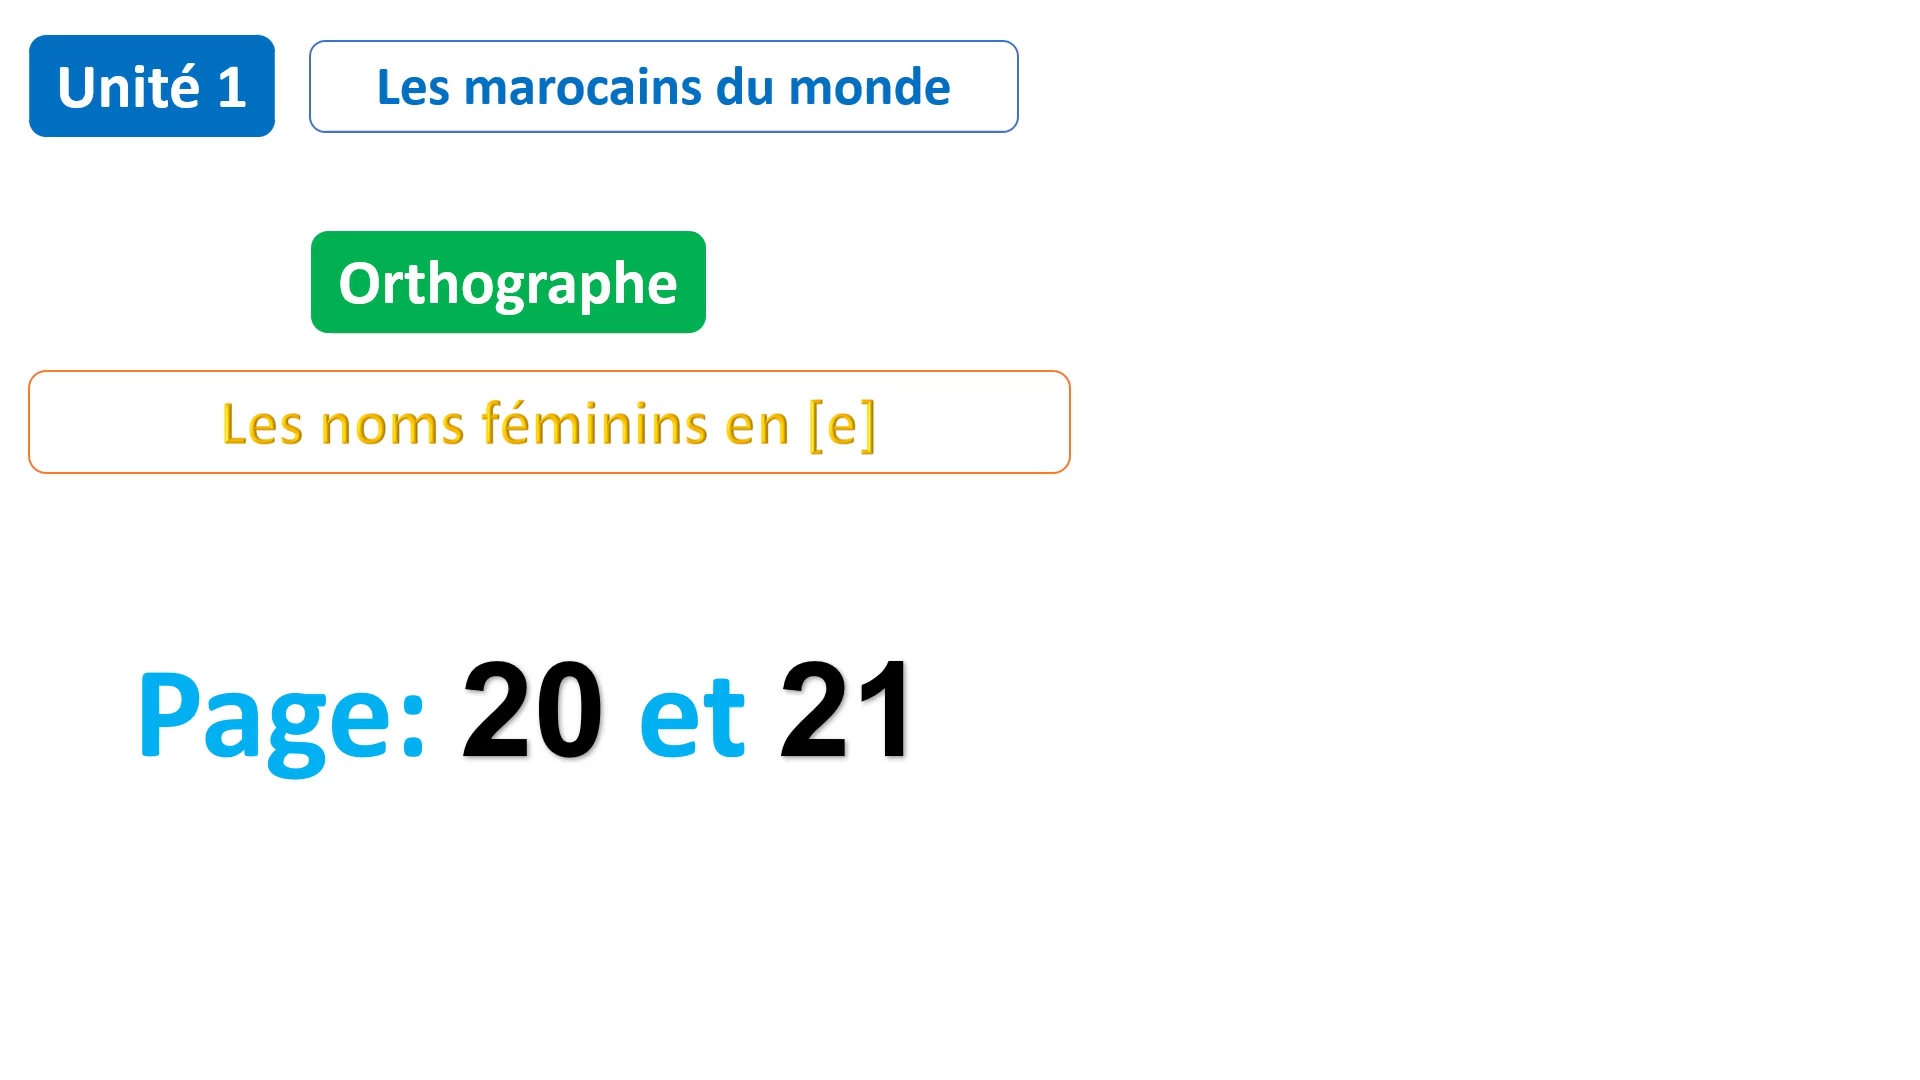 Unité 1
Les marocains du monde
Orthographe
Les noms féminins en [e]
Page: 20 et 21